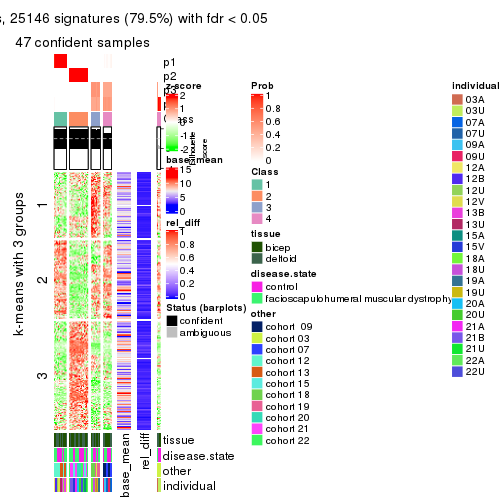 s, 25146 signatures (79.5%) with fdr < 0.05
47 confident samples
p1
p2
p3
p4
Class
silhouette
score
k-means with 3 groups
1
2
3
base_mean
rel_diff
tissue
disease.state
other
individual
z-score
2
1
0
-1
-2
base_mean
15
10
5
0
rel_diff
1
0.8
0.6
0.4
0.2
0
Status (barplots)
confident
ambiguous
Prob
1
0.8
0.6
0.4
0.2
0
Class
1
2
3
4
tissue
bicep
deltoid
disease.state
control
facioscapulohumeral muscular dystrophy
other
cohort 09
cohort 03
cohort 07
cohort 12
cohort 13
cohort 15
cohort 18
cohort 19
cohort 20
cohort 21
cohort 22
individual
03A
03U
07A
07U
09A
09U
12A
12B
12U
12V
13B
13U
15A
15V
18A
18U
19A
19U
20A
20U
21A
21B
21U
22A
22U